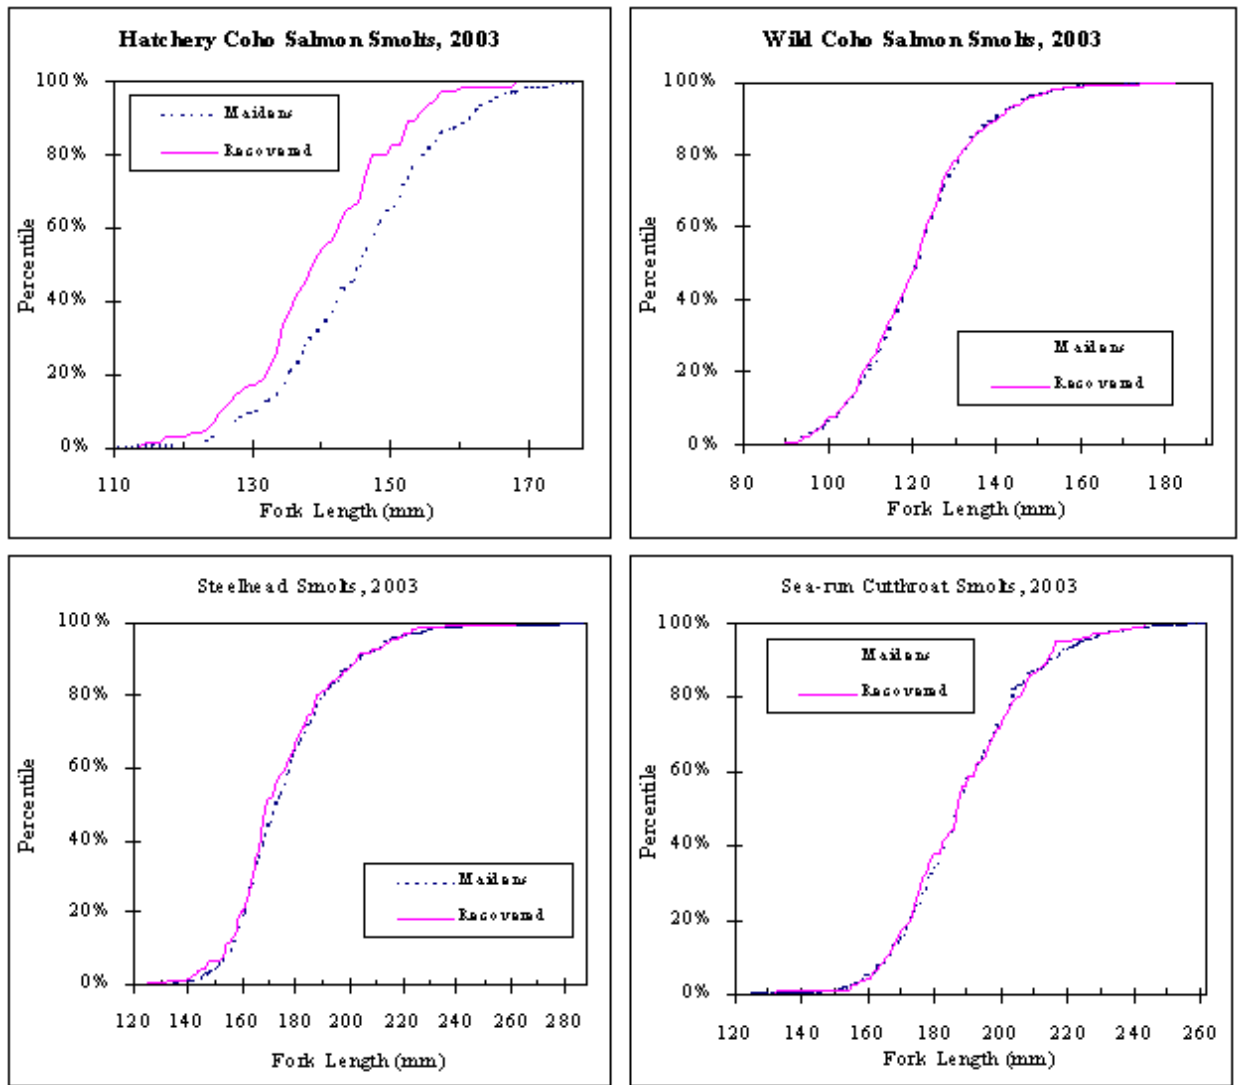 Hatchery Coho Salmon Smolts, 2003
100%
80%
60%
40%
20%
0%
Percentile
Maidens
Recovered
110 130 150 170
Fork Length (mm)
Wild Coho Salmon Smolts, 2003
100%
80%
60%
40%
20%
0%
Percentile
Maidens
Recovered
80 100 120 140 160 180
Fork Length (mm)
Steelhead Smolts, 2003
100%
80%
60%
40%
20%
0%
Percentile
Maidens
Recovered
120 140 160 180 200 220 240 260 280
Fork Length (mm)
Sea-run Cutthroat Smolts, 2003
100%
80%
60%
40%
20%
0%
Percentile
Maidens
Recovered
120 140 160 180 200 220 240 260
Fork Length (mm)